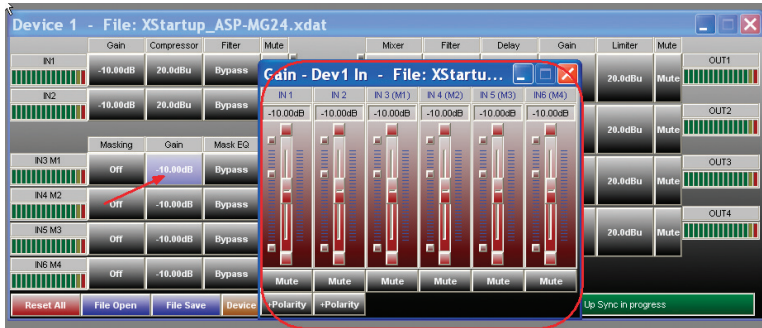 Device 1 - File: XStartup_ASP-MG24.xdat
Gain Compressor Filter Mute Mixer Filter Delay Gain Limiter Mute
IN1 -10.00dB 20.0dBu Bypass 20.0dBu Mute OUT1
IN2 -10.00dB 20.0dBu Bypass 20.0dBu Mute OUT2
Masking Gain Mask EQ
IN3 M1 Off -10.00dB Bypass 20.0dBu Mute OUT3
IN4 M2 Off -10.00dB Bypass 20.0dBu Mute OUT4
IN5 M3 Off -10.00dB Bypass
IN6 M4 Off -10.00dB Bypass
Gain - Dev1 In - File: XStartu...
IN 1 IN 2 IN 3 (M1) IN 4 (M2) IN 5 (M3) IN6 (M4)
-10.00dB -10.00dB -10.00dB -10.00dB -10.00dB -10.00dB
Mute Mute Mute Mute Mute Mute
+Polarity +Polarity
Reset All File Open File Save Device Up Sync in progress